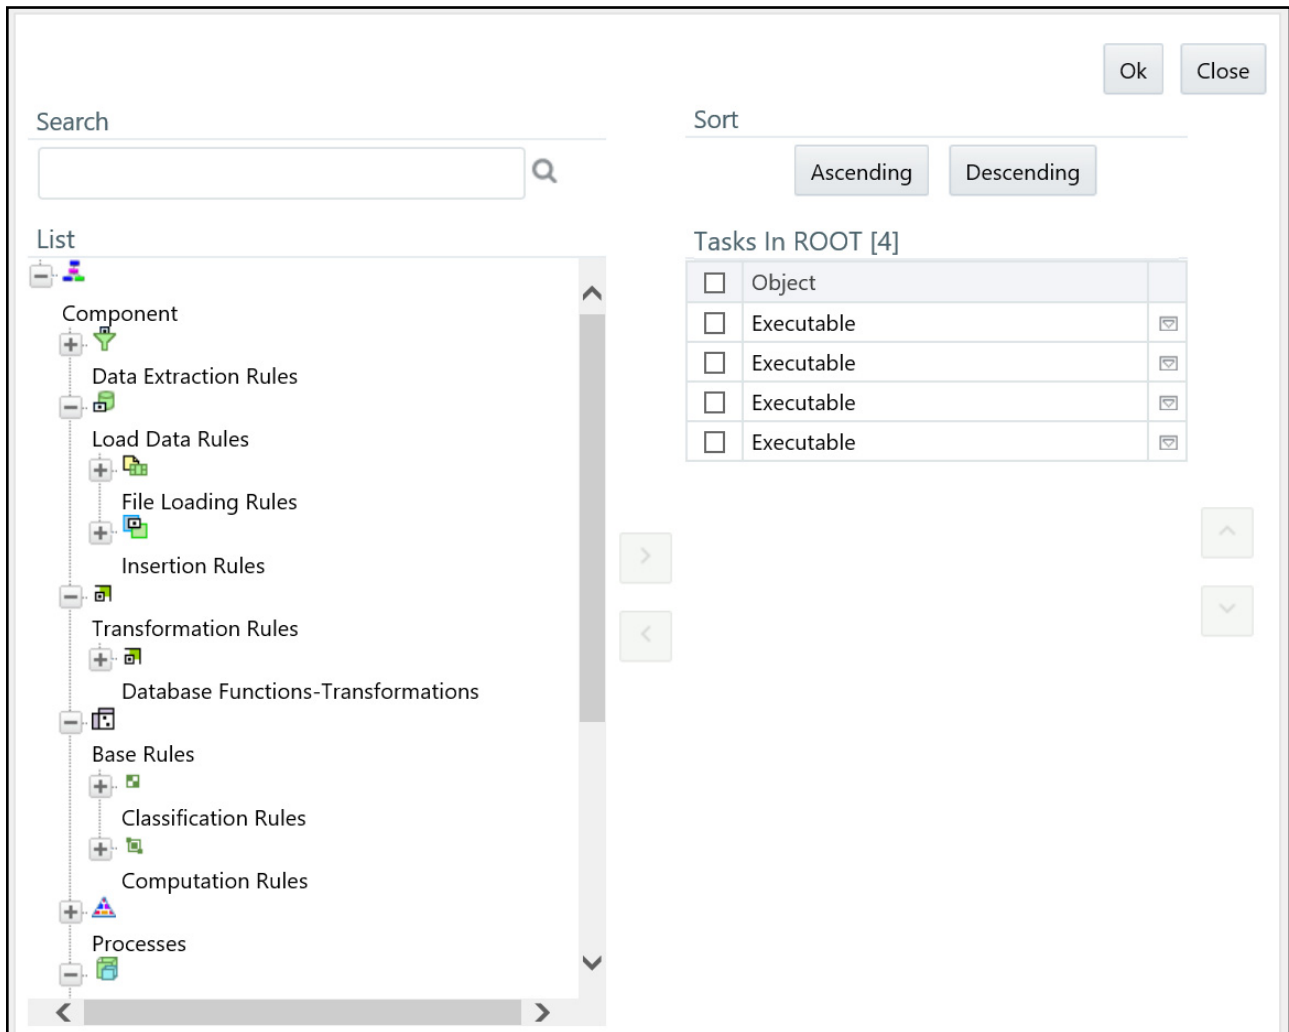 Ok
Close
Search
Sort
Ascending
Descending
List
Tasks In ROOT [4]
Component
Data Extraction Rules
Load Data Rules
File Loading Rules
Insertion Rules
Transformation Rules
Database Functions-Transformations
Base Rules
Classification Rules
Computation Rules
Processes
Object
Executable
Executable
Executable
Executable